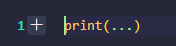 1 + print(...)